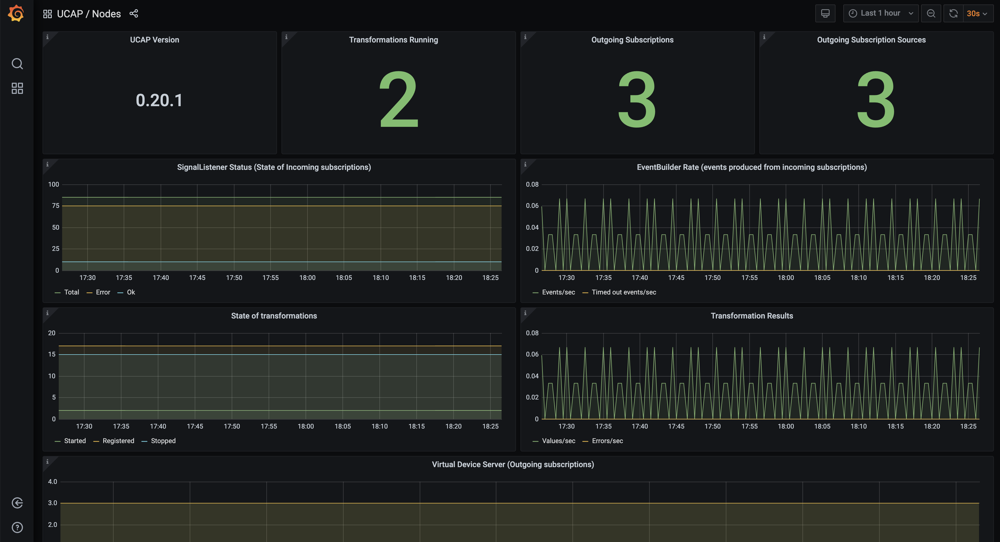 UCAP / Nodes
Last 1 hour
30s
UCAP Version
Transformations Running
Outgoing Subscriptions
Outgoing Subscription Sources
0.20.1
2
3
3
SignalListener Status (State of Incoming subscriptions)
100
75
50
25
0
17:30 17:35 17:40 17:45 17:50 17:55 18:00 18:05 18:10 18:15 18:20 18:25
Total Error Ok
EventBuilder Rate (events produced from incoming subscriptions)
0.08
0.06
0.04
0.02
0
17:30 17:35 17:40 17:45 17:50 17:55 18:00 18:05 18:10 18:15 18:20 18:25
Events/sec Timed out events/sec
State of transformations
20
15
10
5
0
17:30 17:35 17:40 17:45 17:50 17:55 18:00 18:05 18:10 18:15 18:20 18:25
Started Registered Stopped
Transformation Results
0.08
0.06
0.04
0.02
0
17:30 17:35 17:40 17:45 17:50 17:55 18:00 18:05 18:10 18:15 18:20 18:25
Values/sec Errors/sec
Virtual Device Server (Outgoing subscriptions)
4.0
3.0
2.0